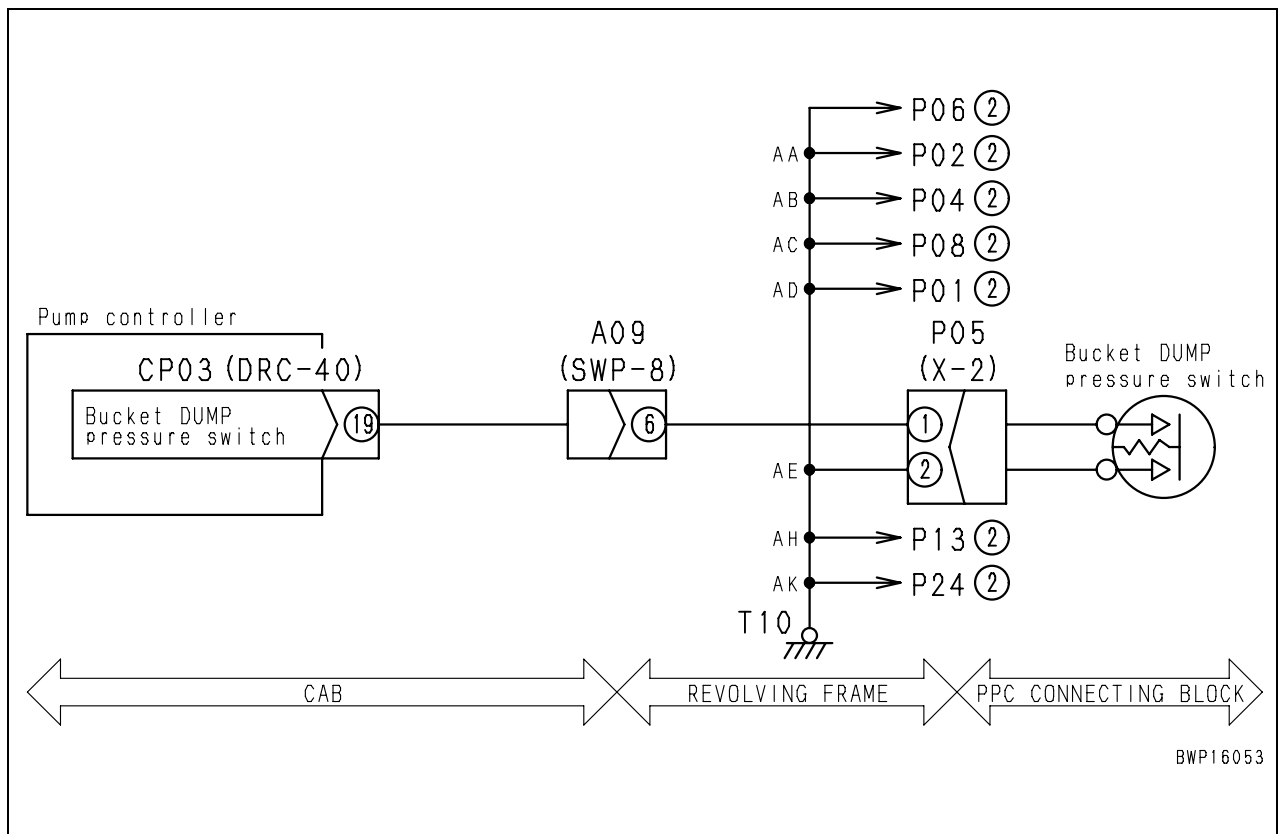 P06 ②
AA P02 ②
AB P04 ②
AC P08 ②
AD P01 ②
Pump controller
CP03 (DRC-40)
Bucket DUMP
pressure switch
⑲
A09
(SWP-8)
⑥
P05
(X-2)
①
②
Bucket DUMP
pressure switch
AE
AH P13 ②
AK P24 ②
T10
CAB
REVOLVING FRAME
PPC CONNECTING BLOCK
BWP16053